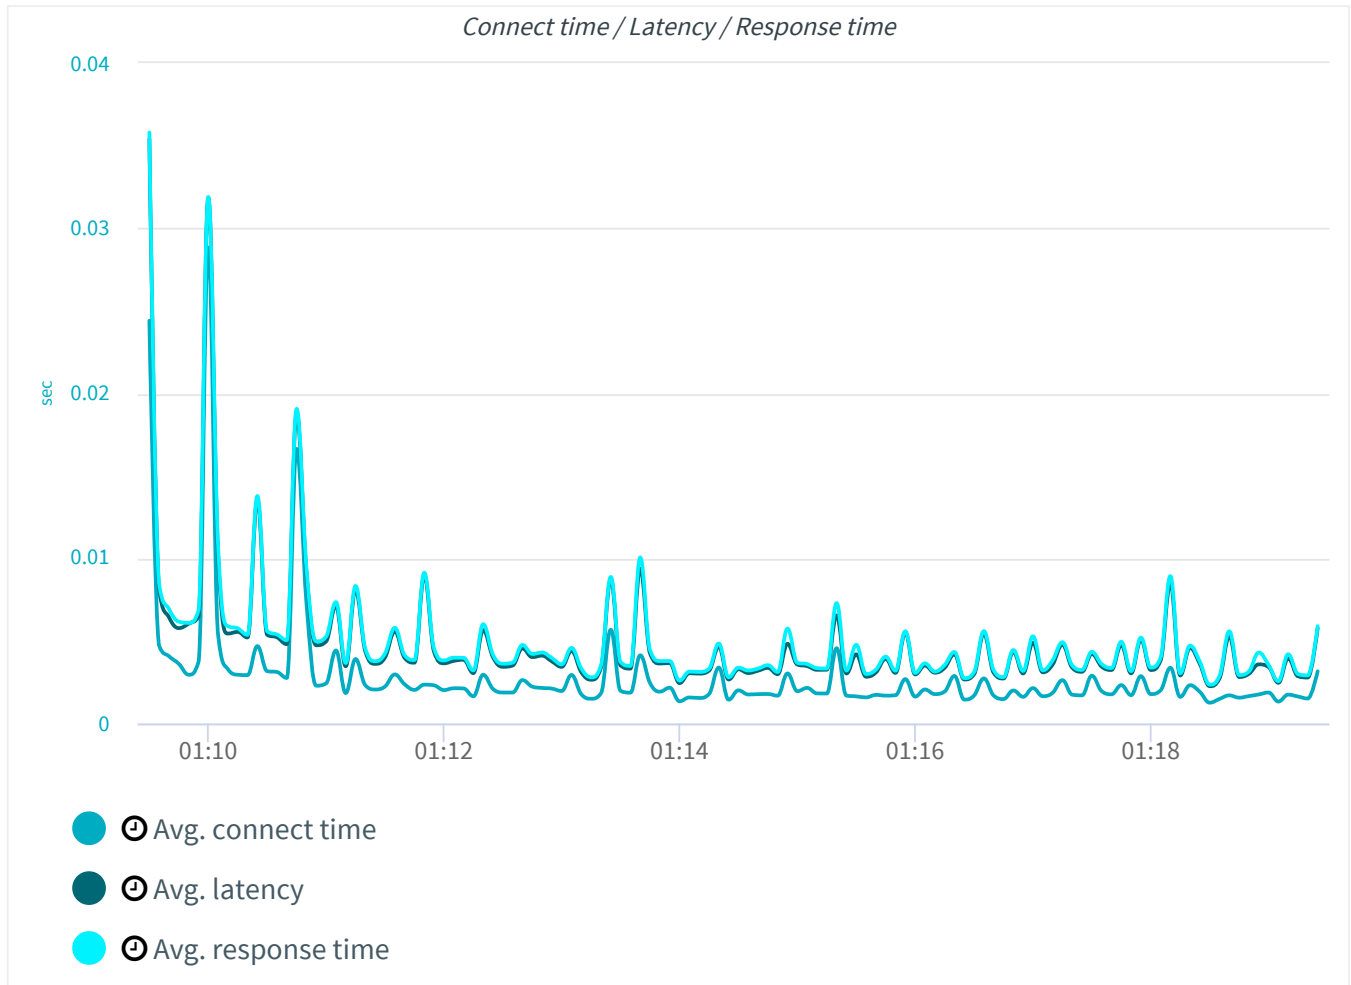 Connect time / Latency / Response time
0.04
0.03
0.02
sec
0.01
0
01:10 01:12 01:14 01:16 01:18
Avg. connect time
Avg. latency
Avg. response time